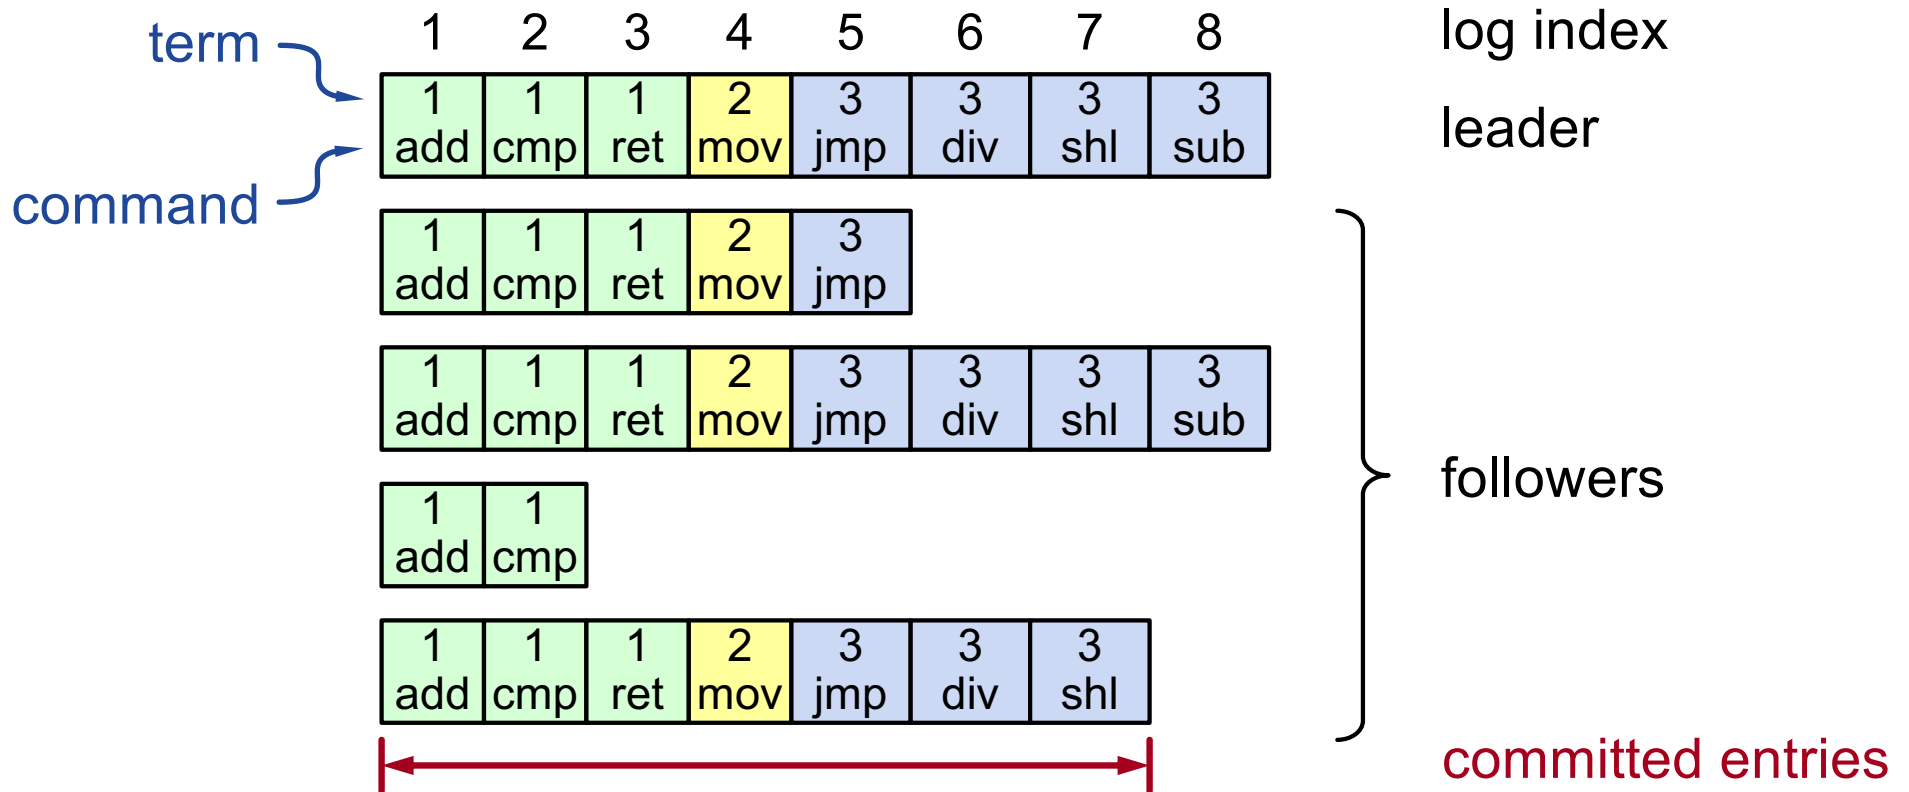 term
command
1 2 3 4 5 6 7 8 log index
1 1 1 2 3 3 3 3
add cmp ret mov jmp div shl sub
leader
1 1 1 2 3
add cmp ret mov jmp
1 1 1 2 3 3 3 3
add cmp ret mov jmp div shl sub
1 1
add cmp
1 1 1 2 3 3 3
add cmp ret mov jmp div shl
followers
committed entries